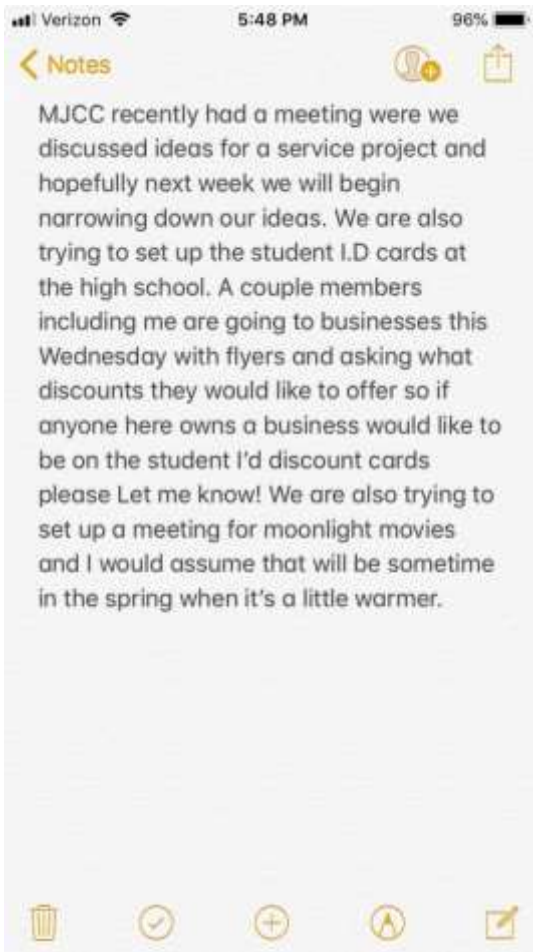 Verizon 5:48 PM 96%
Notes
MJCC recently had a meeting were we
discussed ideas for a service project and
hopefully next week we will begin
narrowing down our ideas. We are also
trying to set up the student I.D cards at
the high school. A couple members
including me are going to businesses this
Wednesday with flyers and asking what
discounts they would like to offer so if
anyone here owns a business would like to
be on the student I'd discount cards
please Let me know! We are also trying to
set up a meeting for moonlight movies
and I would assume that will be sometime
in the spring when it's a little warmer.